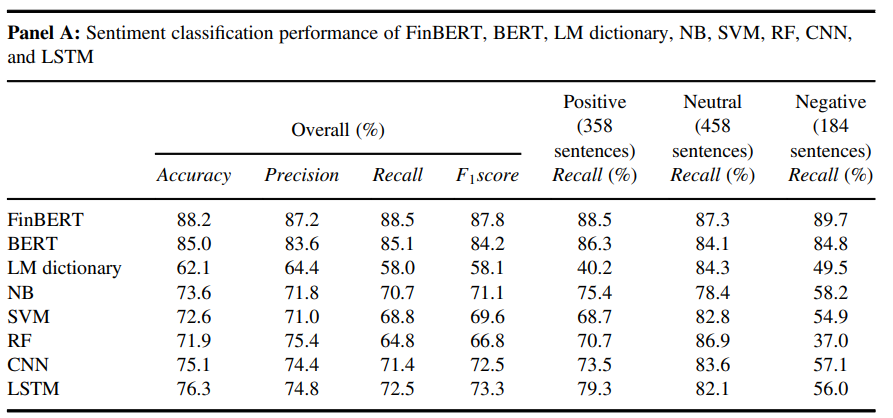 Panel A: Sentiment classification performance of FinBERT, BERT, LM dictionary, NB, SVM, RF, CNN,
and LSTM
Overall (%) Positive (358 sentences) Neutral (458 sentences) Negative (184 sentences)
Accuracy Precision Recall F1score Recall (%) Recall (%) Recall (%)
FinBERT 88.2 87.2 88.5 87.8 88.5 87.3 89.7
BERT 85.0 83.6 85.1 84.2 86.3 84.1 84.8
LM dictionary 62.1 64.4 58.0 58.1 40.2 84.3 49.5
NB 73.6 71.8 70.7 71.1 75.4 78.4 58.2
SVM 72.6 71.0 68.8 69.6 68.7 82.8 54.9
RF 71.9 75.4 64.8 66.8 70.7 86.9 37.0
CNN 75.1 74.4 71.4 72.5 73.5 83.6 57.1
LSTM 76.3 74.8 72.5 73.3 79.3 82.1 56.0